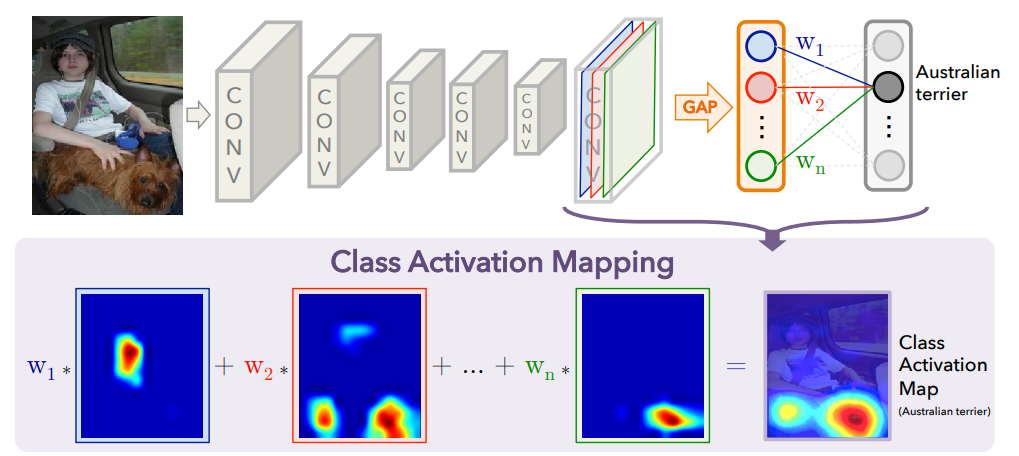 CONV
CONV
CONV
CONV
CONV
CONV
GAP
w1
w2
⋮
wn
⋮
Australian
terrier
Class Activation Mapping
w1 * + w2 * + ... + wn * =
Class
Activation
Map
(Australian terrier)